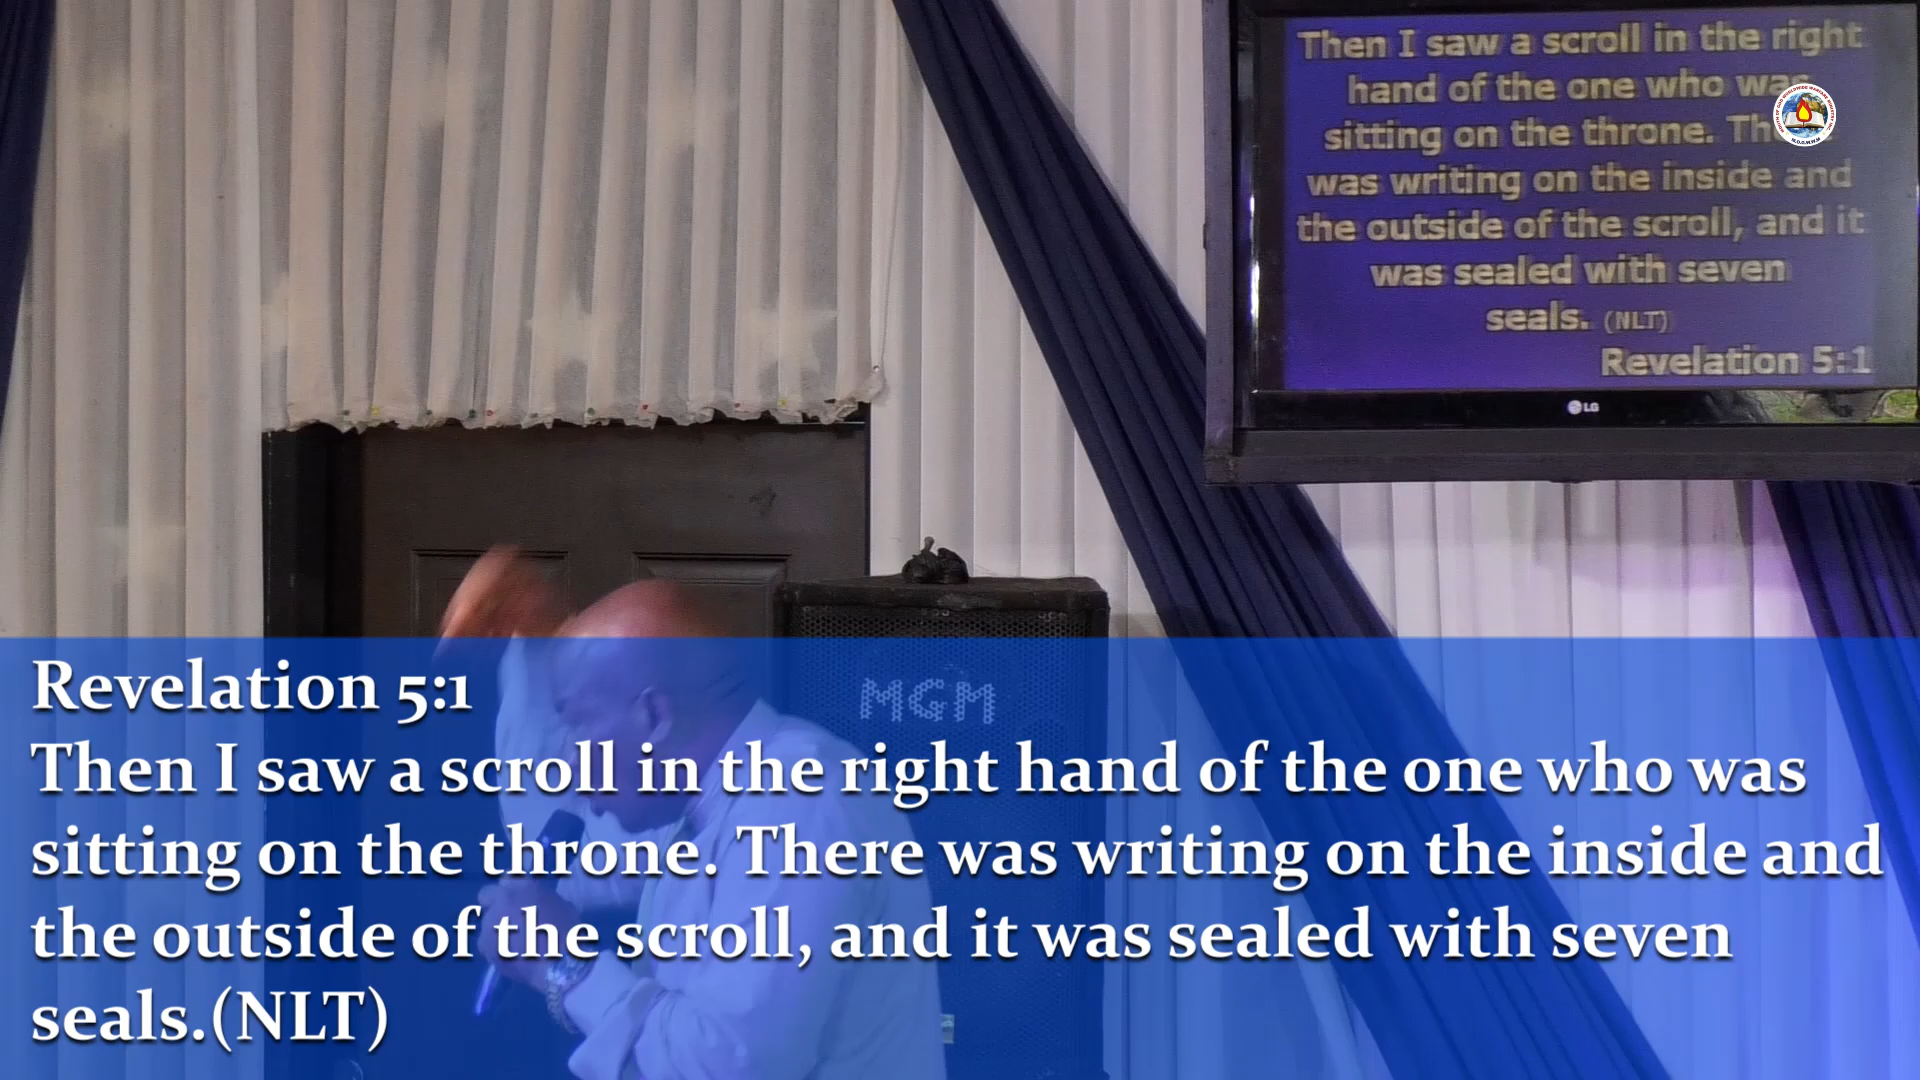 Then I saw a scroll in the right
hand of the one who was
sitting on the throne.
was writing on the inside and
the outside of the scroll, and it
was sealed with seven
seals. (NLT)
Revelation 5:1
LG
MGM
Revelation 5:1
Then I saw a scroll in the right hand of the one who was
sitting on the throne. There was writing on the inside and
the outside of the scroll, and it was sealed with seven
seals.(NLT)